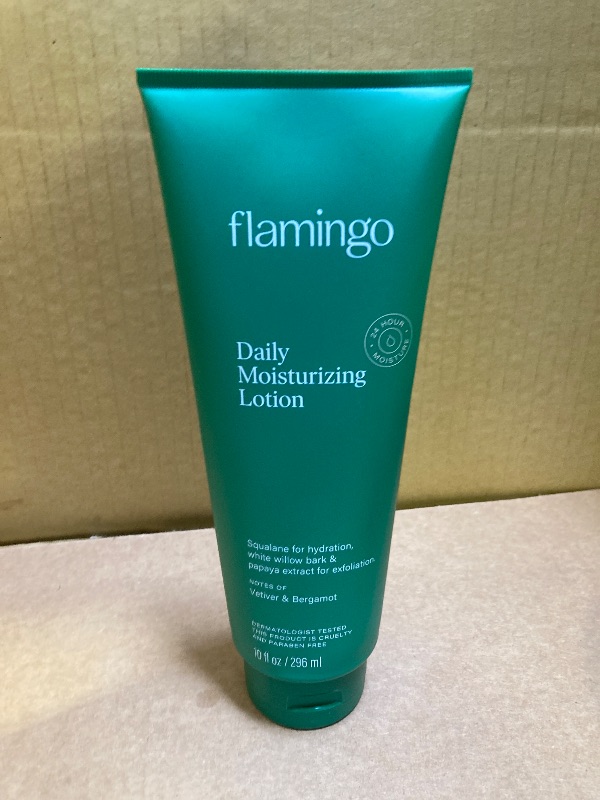 flamingo
24 HOUR
MOISTURE
Daily
Moisturizing
Lotion
Squalane for hydration,
white willow bark &
papaya extract for exfoliation.
NOTES OF
Vetiver & Bergamot
DERMATOLOGIST TESTED
THIS PRODUCT IS CRUELTY
AND PARABEN FREE
10 fl oz / 296 ml